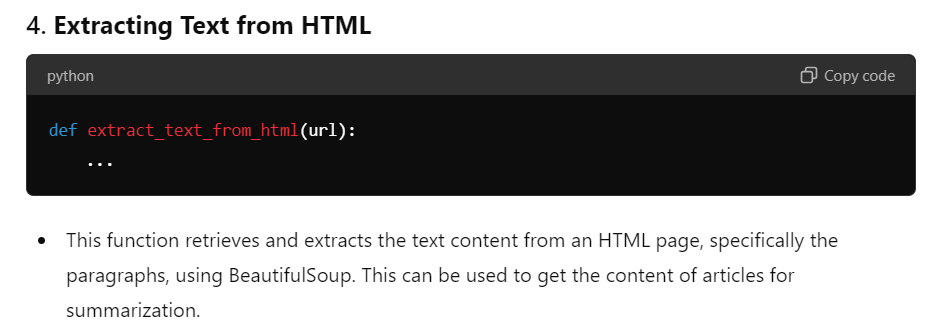 4. Extracting Text from HTML
python
Copy code
def extract_text_from_html(url):
...
This function retrieves and extracts the text content from an HTML page, specifically the
paragraphs, using BeautifulSoup. This can be used to get the content of articles for
summarization.